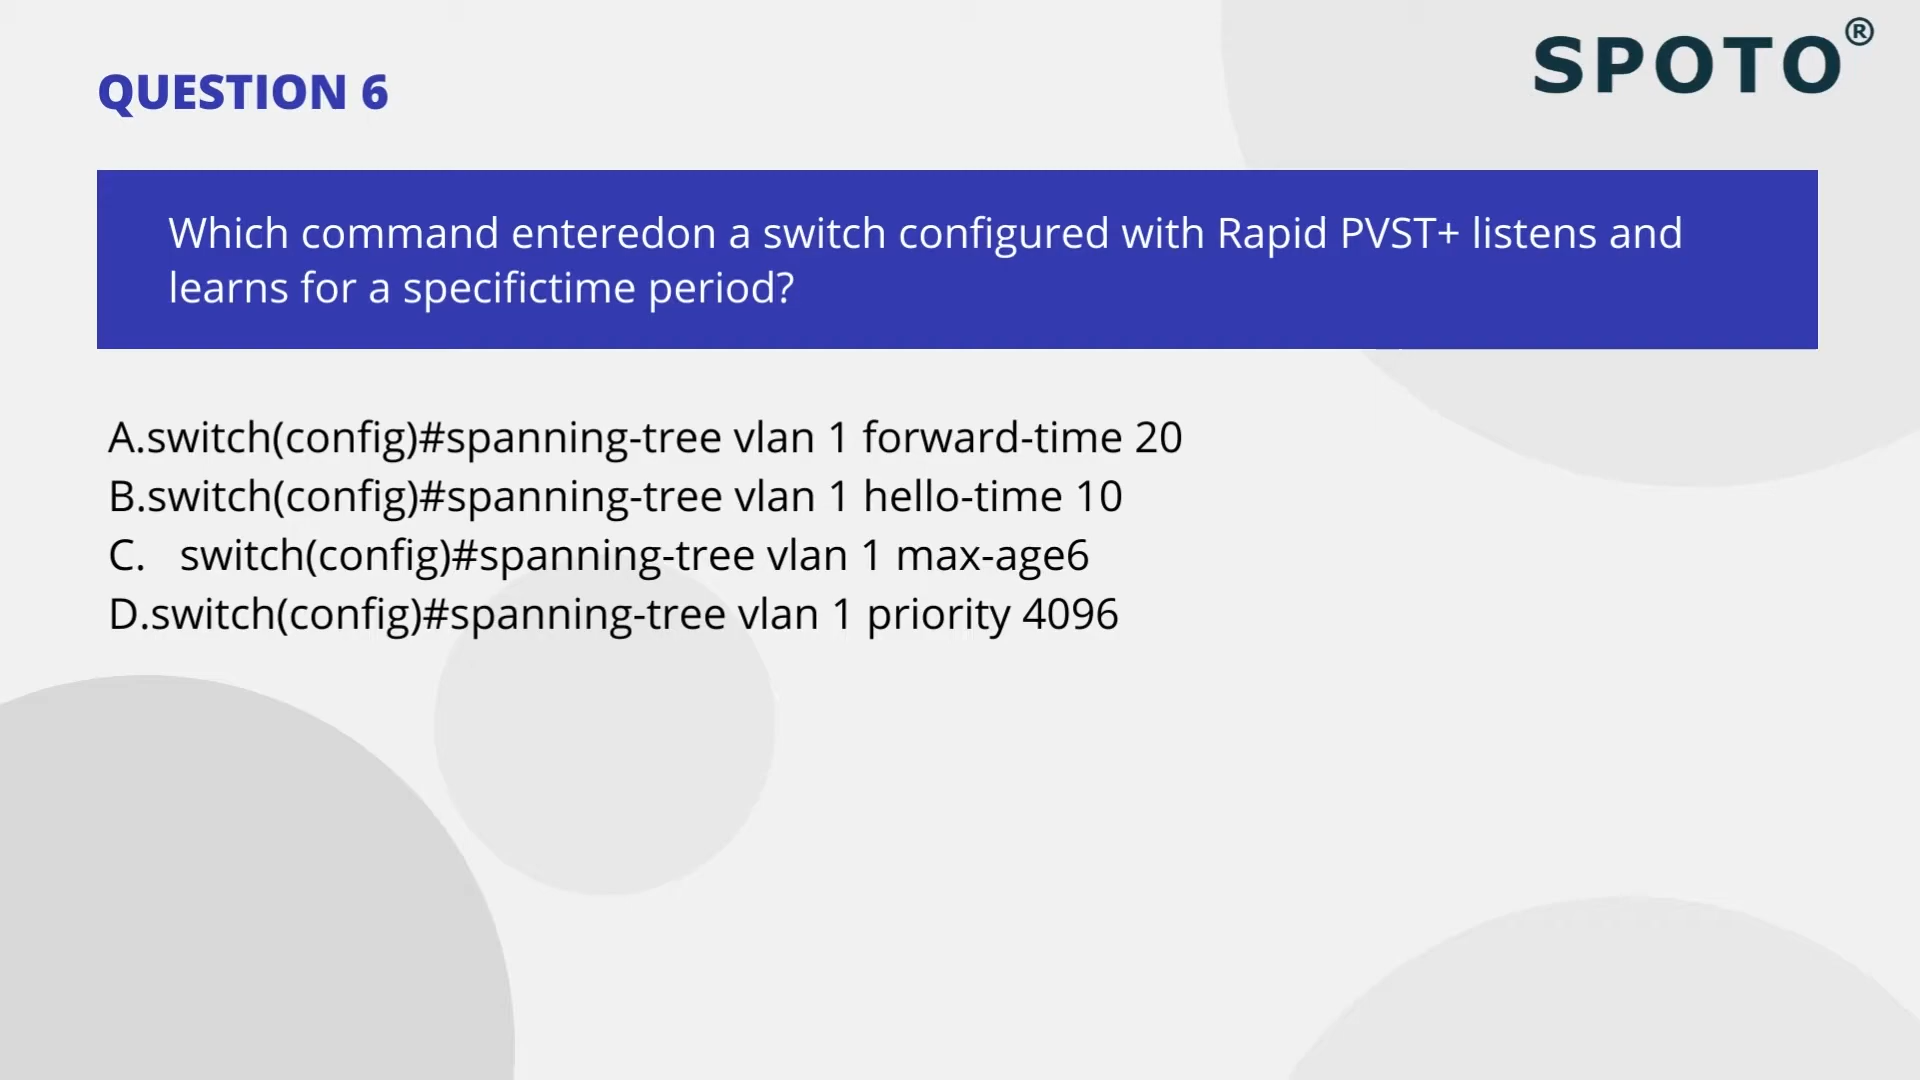 SPOTO®
QUESTION 6
Which command enteredon a switch configured with Rapid PVST+ listens and
learns for a specifictime period?
A.switch(config)#spanning-tree vlan 1 forward-time 20
B.switch(config)#spanning-tree vlan 1 hello-time 10
C. switch(config)#spanning-tree vlan 1 max-age6
D.switch(config)#spanning-tree vlan 1 priority 4096